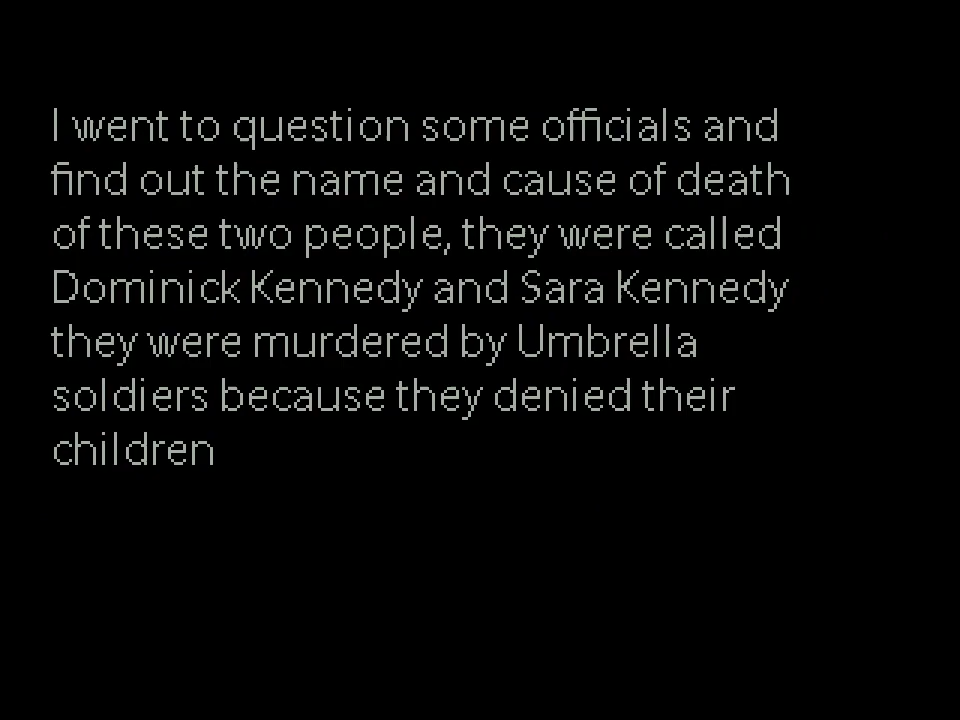 I went to question some officials and
find out the name and cause of death
of these two people, they were called
Dominick Kennedy and Sara Kennedy
they were murdered by Umbrella
soldiers because they denied their
children